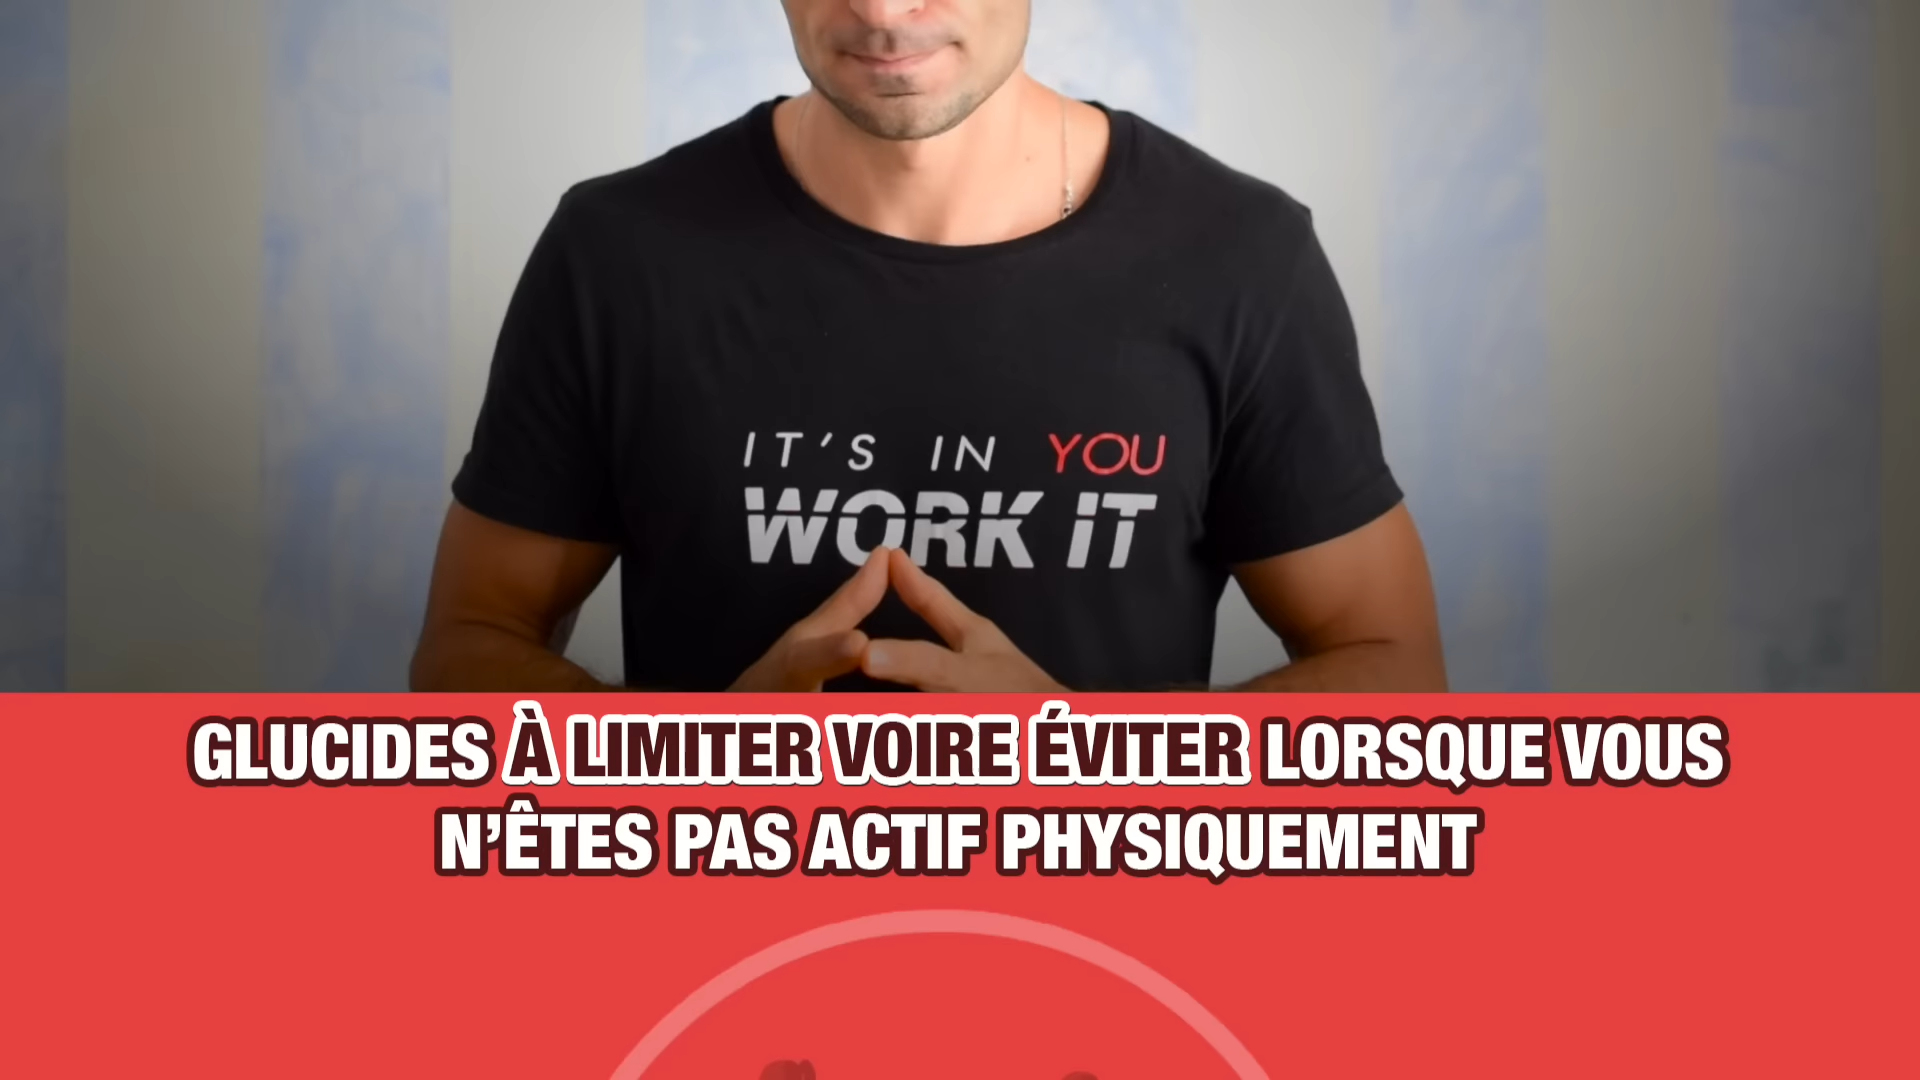 IT'S IN YOU
WORK IT
GLUCIDES À LIMITER VOIRE ÉVITER LORSQUE VOUS
N'ÊTES PAS ACTIF PHYSIQUEMENT